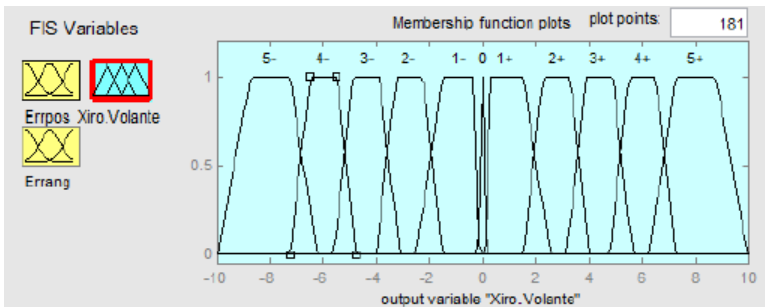 FIS Variables
Membership function plots plot points: 181
Errpos Xiro.Volante
Errang
5- 4- 3- 2- 1- 0 1+ 2+ 3+ 4+ 5+
1
0.5
0
-10 -8 -6 -4 -2 0 2 4 6 8 10
output variable "Xiro.Volante"